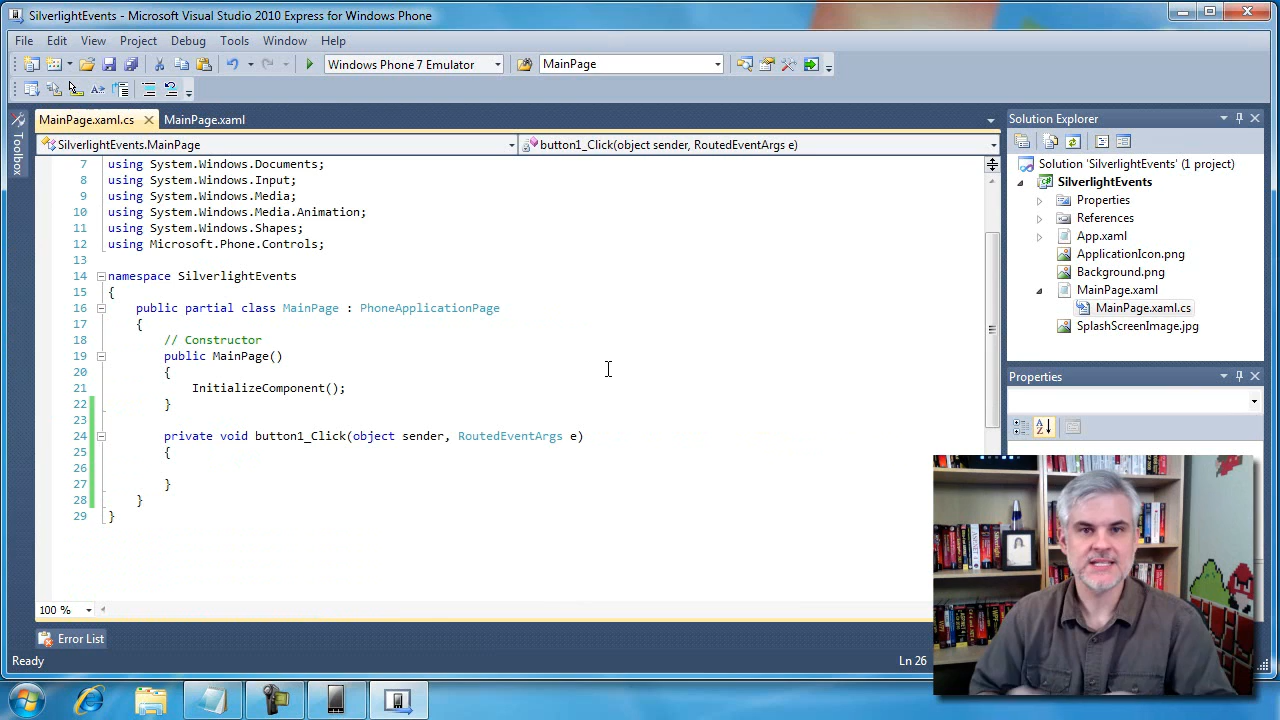 SilverlightEvents - Microsoft Visual Studio 2010 Express for Windows Phone
File Edit View Project Debug Tools Window Help
Windows Phone 7 Emulator MainPage
MainPage.xaml.cs MainPage.xaml
Toolbox
SilverlightEvents.MainPage button1_Click(object sender, RoutedEventArgs e)
7 using System.Windows.Documents;
8 using System.Windows.Input;
9 using System.Windows.Media;
10 using System.Windows.Media.Animation;
11 using System.Windows.Shapes;
12 using Microsoft.Phone.Controls;
13
14 namespace SilverlightEvents
15 {
16 public partial class MainPage : PhoneApplicationPage
17 {
18 // Constructor
19 public MainPage()
20 {
21 InitializeComponent();
22 }
23
24 private void button1_Click(object sender, RoutedEventArgs e)
25 {
26
27 }
28 }
29 }
100 %
Error List
Ready Ln 26
Solution Explorer
Solution 'SilverlightEvents' (1 project)
SilverlightEvents
Properties
References
App.xaml
ApplicationIcon.png
Background.png
MainPage.xaml
MainPage.xaml.cs
SplashScreenImage.jpg
Properties